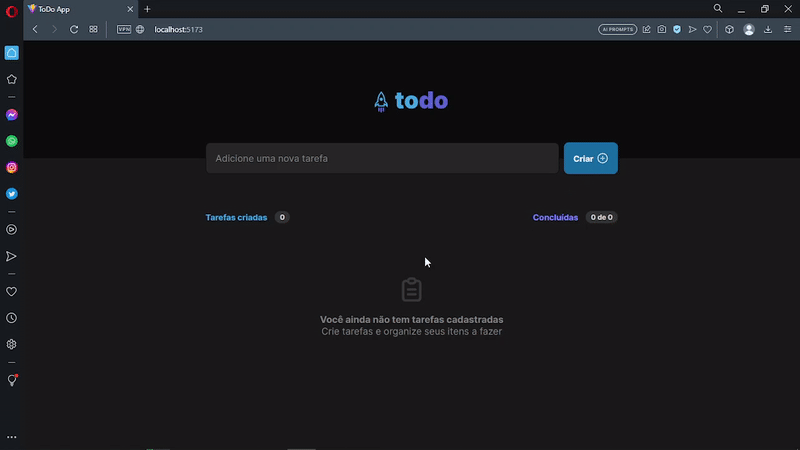 ToDo App
VPN
localhost:5173
AI PROMPTS
todo
Adicione uma nova tarefa
Criar
Tarefas criadas 0
Concluídas 0 de 0
Você ainda não tem tarefas cadastradas
Crie tarefas e organize seus itens a fazer